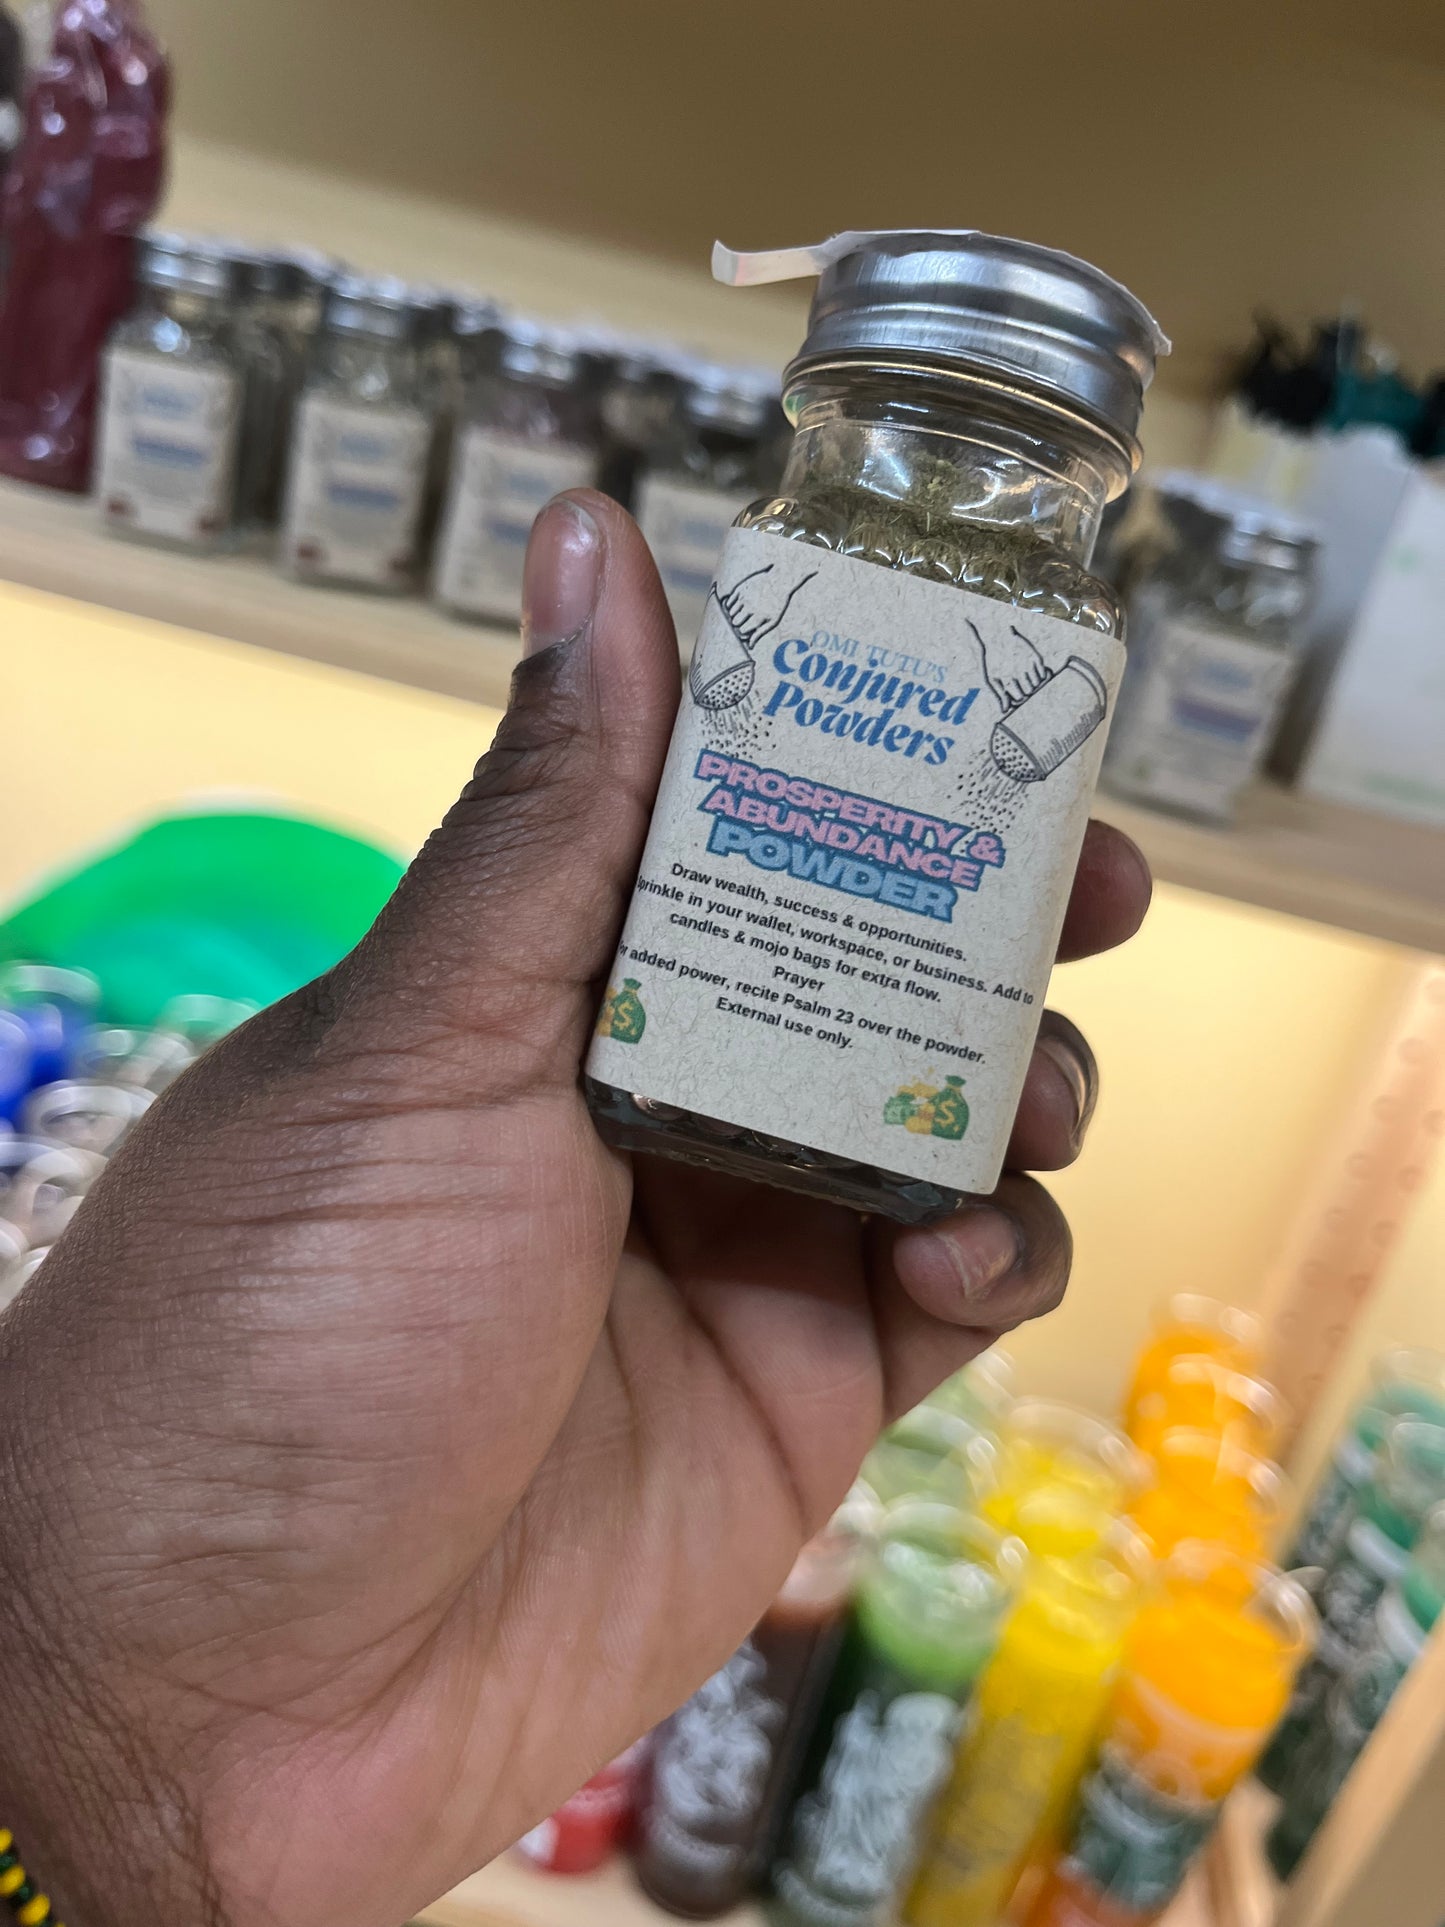 OMI TUTU'S
Conjured
Powders
PROSPERITY &
ABUNDANCE
POWDER
Draw wealth, success & opportunities.
Sprinkle in your wallet, workspace, or business. Add to
candles & mojo bags for extra flow.
Prayer
For added power, recite Psalm 23 over the powder.
External use only.